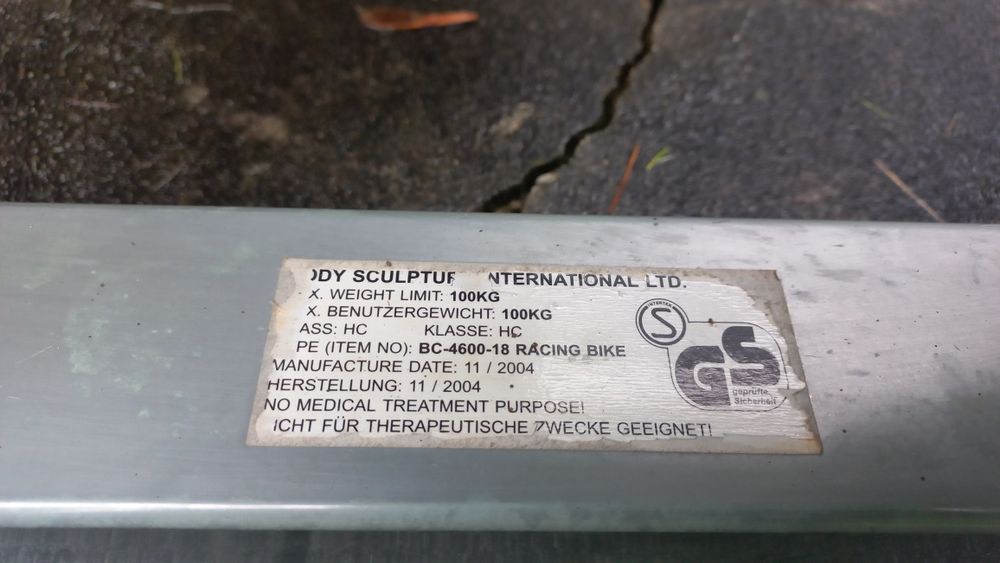 ODY SCULPTUR INTERNATIONAL LTD.
X. WEIGHT LIMIT: 100KG
X. BENUTZERGEWICHT: 100KG
ASS: HC KLASSE: HC
PE (ITEM NO): BC-4600-18 RACING BIKE
MANUFACTURE DATE: 11 / 2004
HERSTELLUNG: 11 / 2004
NO MEDICAL TREATMENT PURPOSE!
ICHT FÜR THERAPEUTISCHE ZWECKE GEEIGNET!
S
GS
geprüfte
Sicherheit